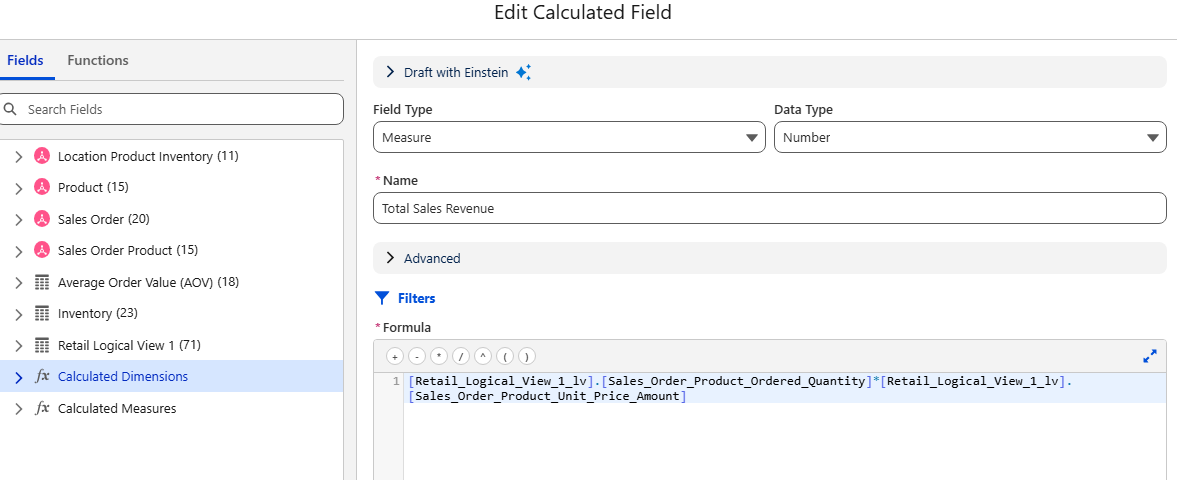 Edit Calculated Field
Fields
Functions
Search Fields
Location Product Inventory (11)
Product (15)
Sales Order (20)
Sales Order Product (15)
Average Order Value (AOV) (18)
Inventory (23)
Retail Logical View 1 (71)
fx Calculated Dimensions
fx Calculated Measures
Draft with Einstein
Field Type
Data Type
Measure
Number
* Name
Total Sales Revenue
Advanced
Filters
* Formula
+ - * / ^ ( )
1 [Retail_Logical_View_1_lv].[Sales_Order_Product_Ordered_Quantity]*[Retail_Logical_View_1_lv].
[Sales_Order_Product_Unit_Price_Amount]